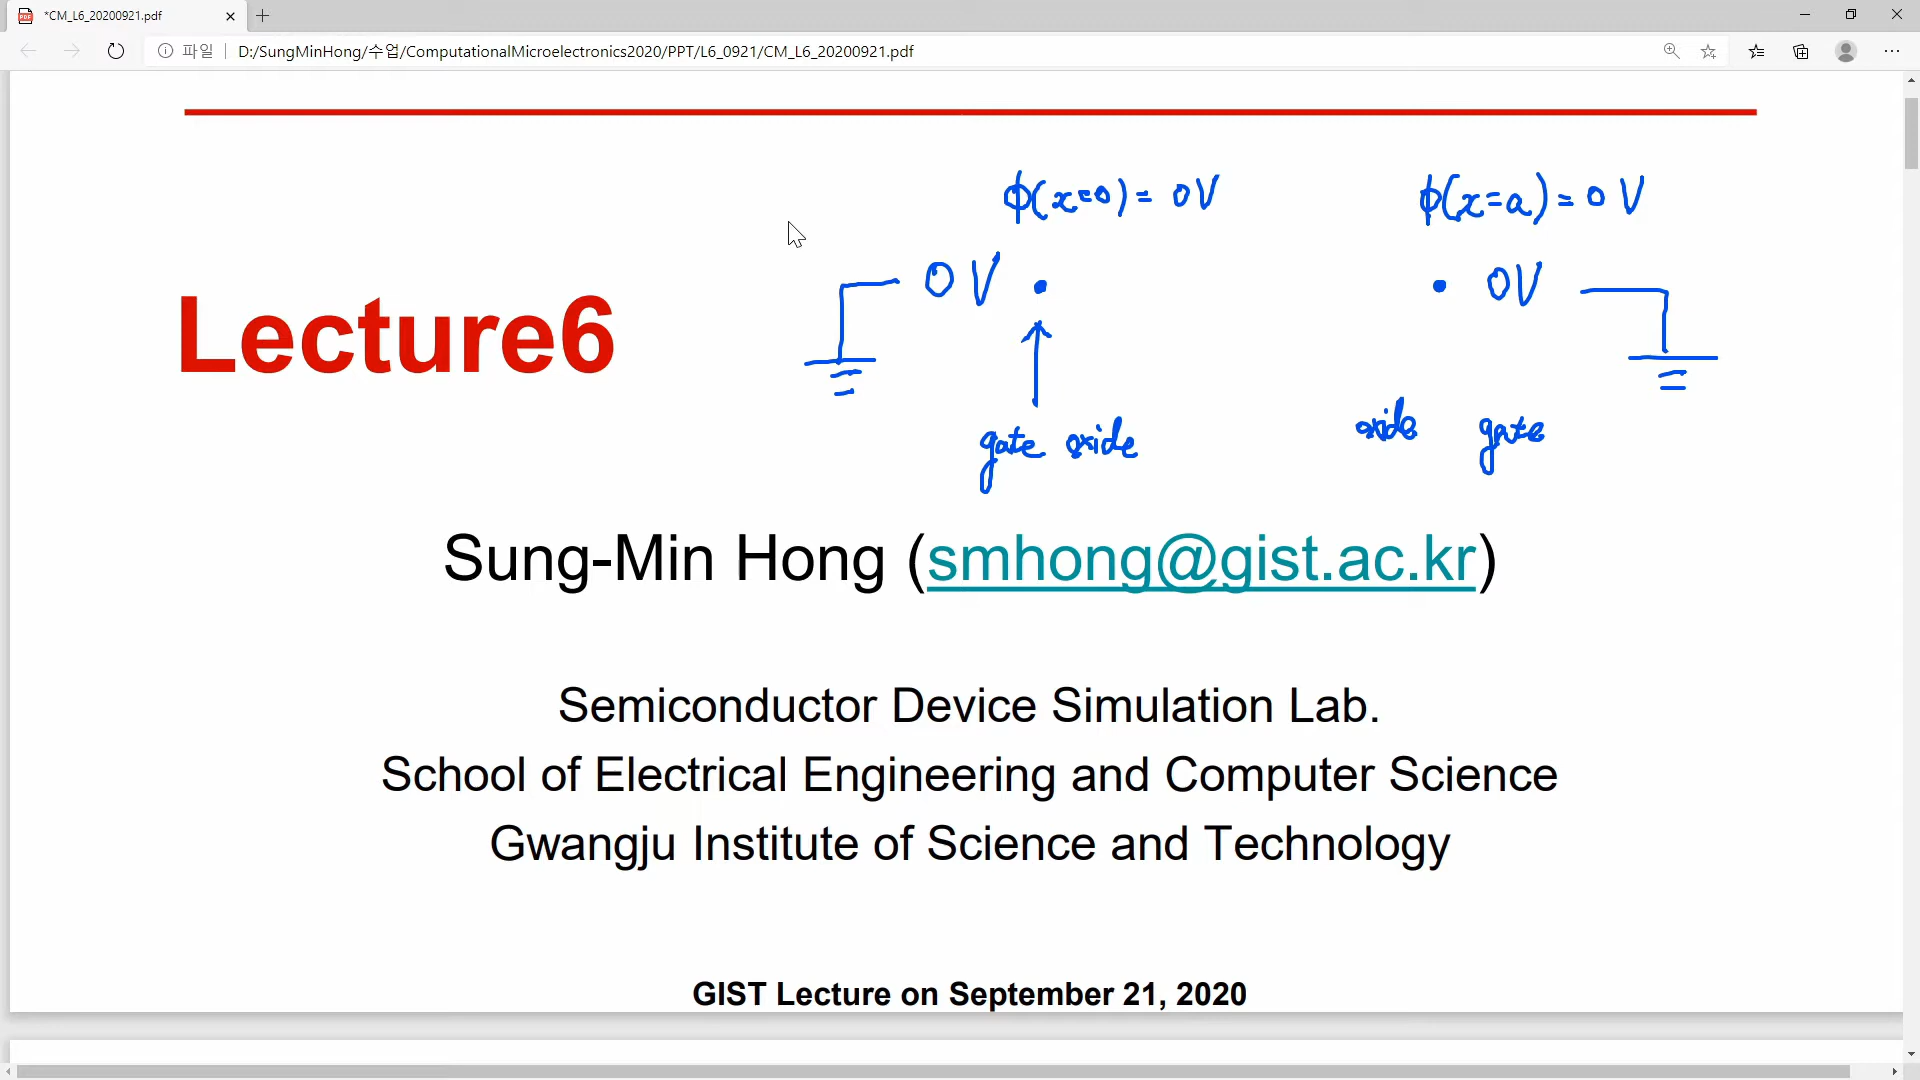 *CM_L6_20200921.pdf
파일 D:/SungMinHong/수업/ComputationalMicroelectronics2020/PPT/L6_0921/CM_L6_20200921.pdf
ϕ(x=0)= 0V
ϕ(x=a)=0 V
0 V
0V
Lecture6
gate oxide
oxide gate
Sung-Min Hong (smhong@gist.ac.kr)
Semiconductor Device Simulation Lab.
School of Electrical Engineering and Computer Science
Gwangju Institute of Science and Technology
GIST Lecture on September 21, 2020